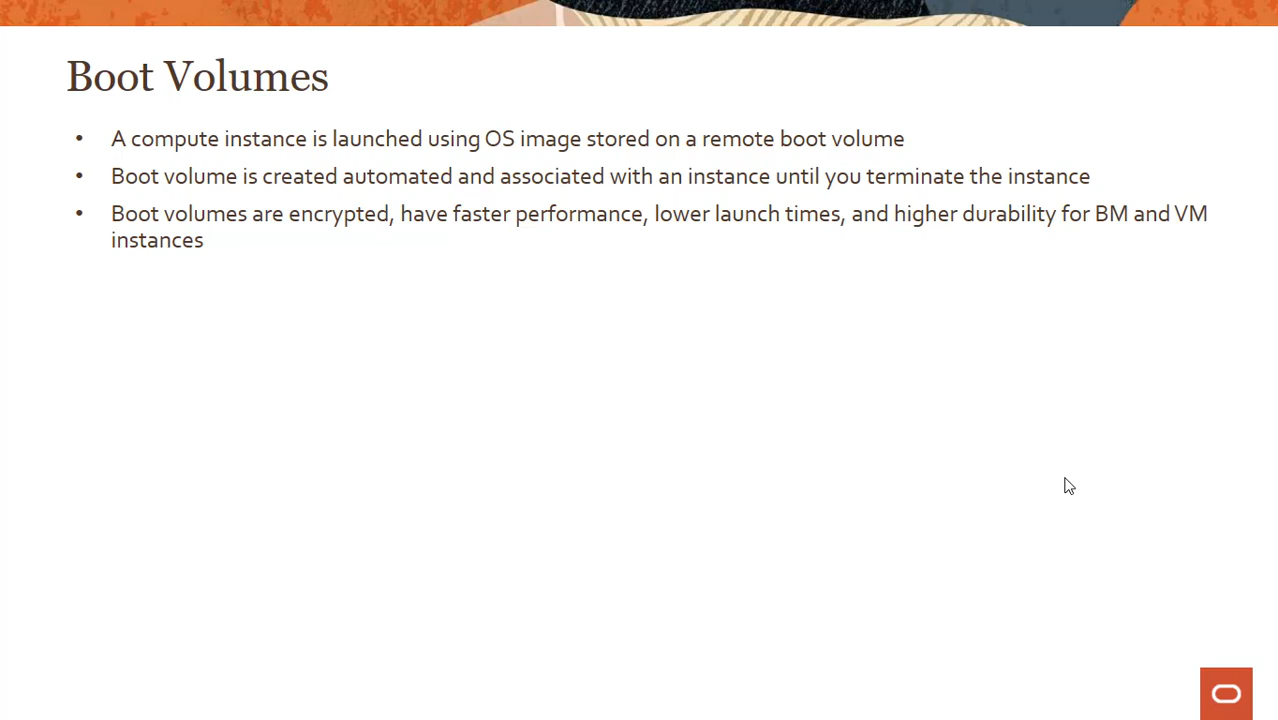 Boot Volumes
• A compute instance is launched using OS image stored on a remote boot volume
• Boot volume is created automated and associated with an instance until you terminate the instance
• Boot volumes are encrypted, have faster performance, lower launch times, and higher durability for BM and VM
instances